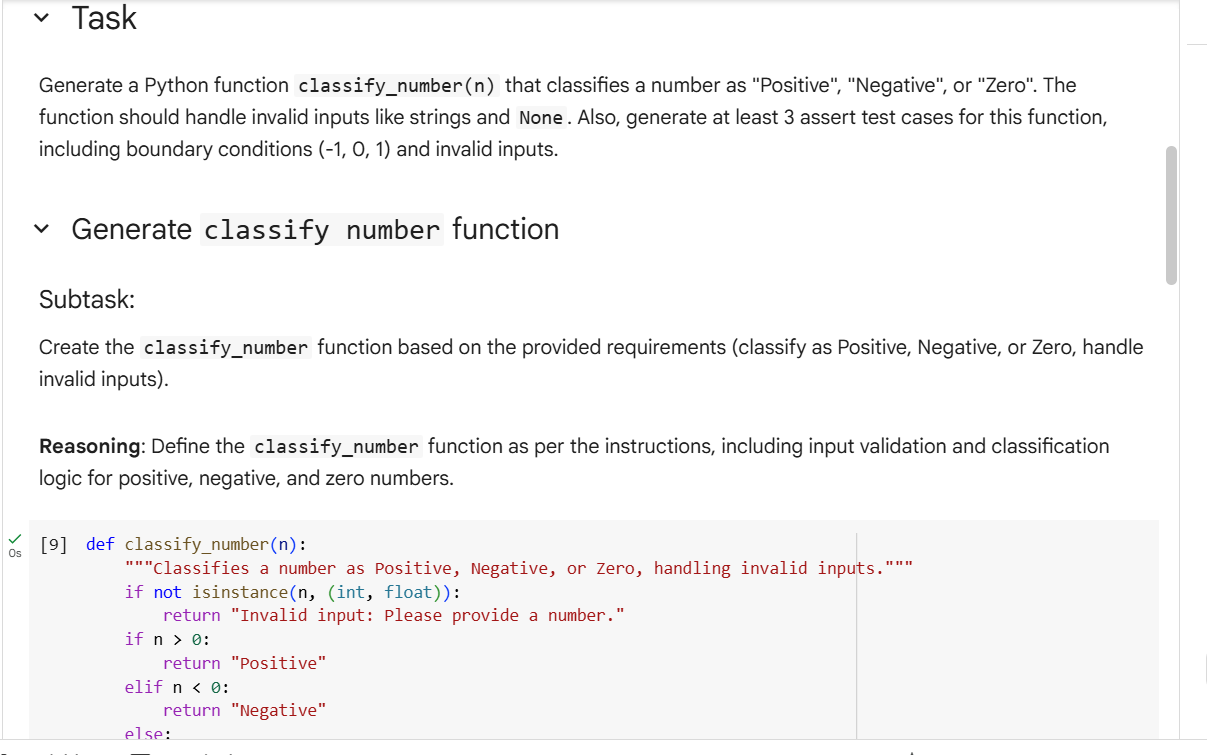 Task
Generate a Python function classify_number(n) that classifies a number as "Positive", "Negative", or "Zero". The
function should handle invalid inputs like strings and None. Also, generate at least 3 assert test cases for this function,
including boundary conditions (-1, 0, 1) and invalid inputs.
Generate classify number function
Subtask:
Create the classify_number function based on the provided requirements (classify as Positive, Negative, or Zero, handle
invalid inputs).
Reasoning: Define the classify_number function as per the instructions, including input validation and classification
logic for positive, negative, and zero numbers.
[9] def classify_number(n):
0s
"""Classifies a number as Positive, Negative, or Zero, handling invalid inputs."""
if not isinstance(n, (int, float)):
return "Invalid input: Please provide a number."
if n > 0:
return "Positive"
elif n < 0:
return "Negative"
else: